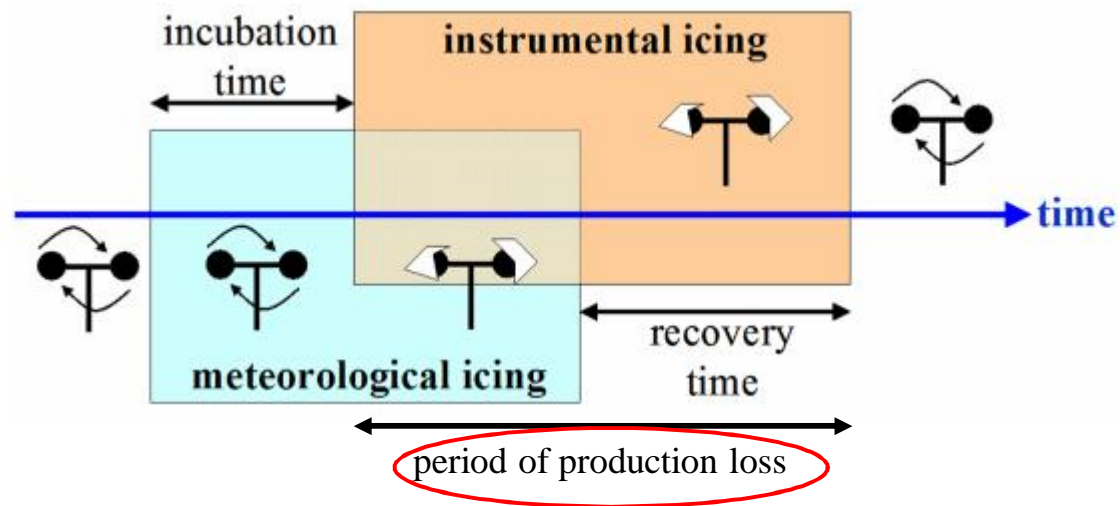 incubation
time
instrumental icing
time
recovery
time
meteorological icing
period of production loss